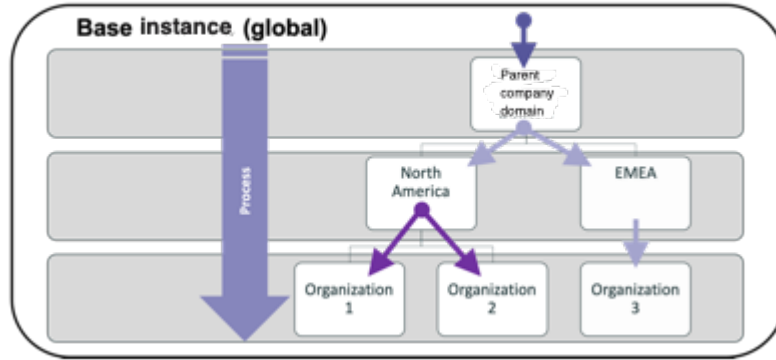 Base instance (global)
Parent
company
domain
Process
North
America
EMEA
Organization
1
Organization
2
Organization
3